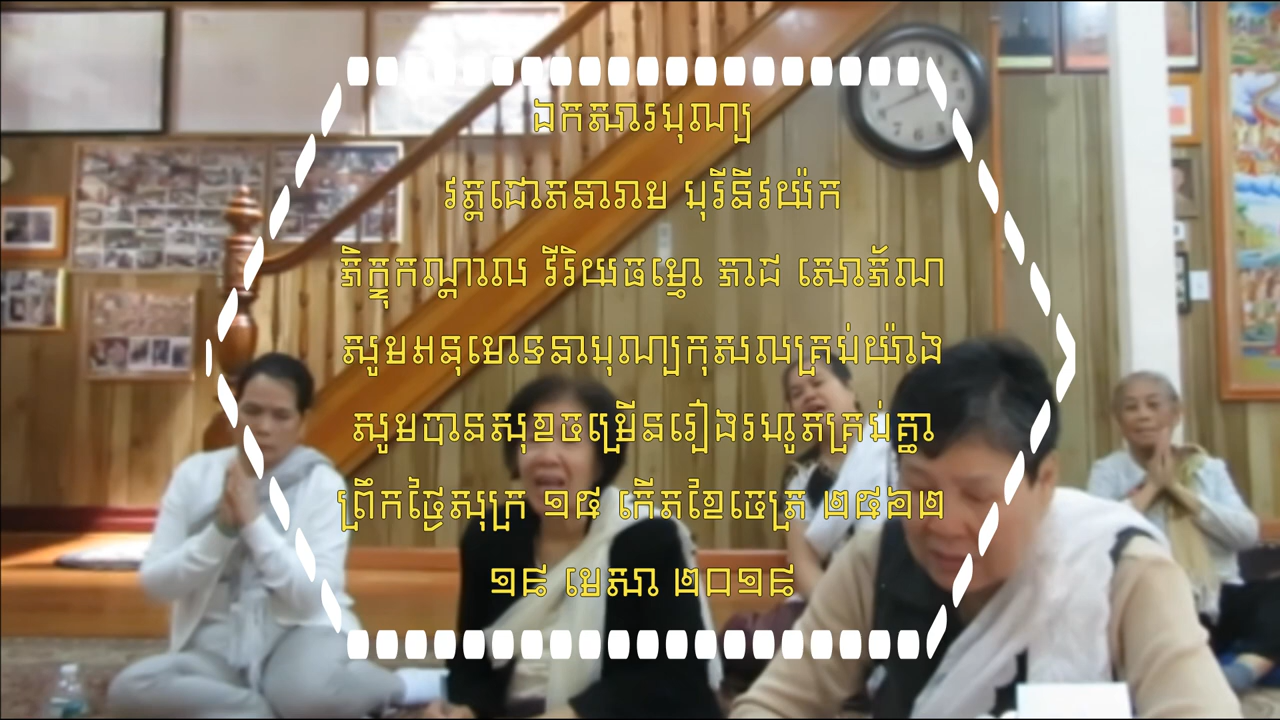 ឯកសារបុណ្យ
វត្តជោតនារាម បុរីនីវយ៉ក
ភិក្ខុកណ្ដាល វីរិយធម្មោ ភាជ សោភ័ណ
សូមអនុមោទនាបុណ្យកុសលគ្រប់យ៉ាង
សូមបានសុខចម្រើនរឿងរហូតគ្រប់គ្នា
ព្រឹកថ្ងៃសុក្រ ១៥ កើតខែចេត្រ ២៥៦២
១៩ មេសា ២០១៩